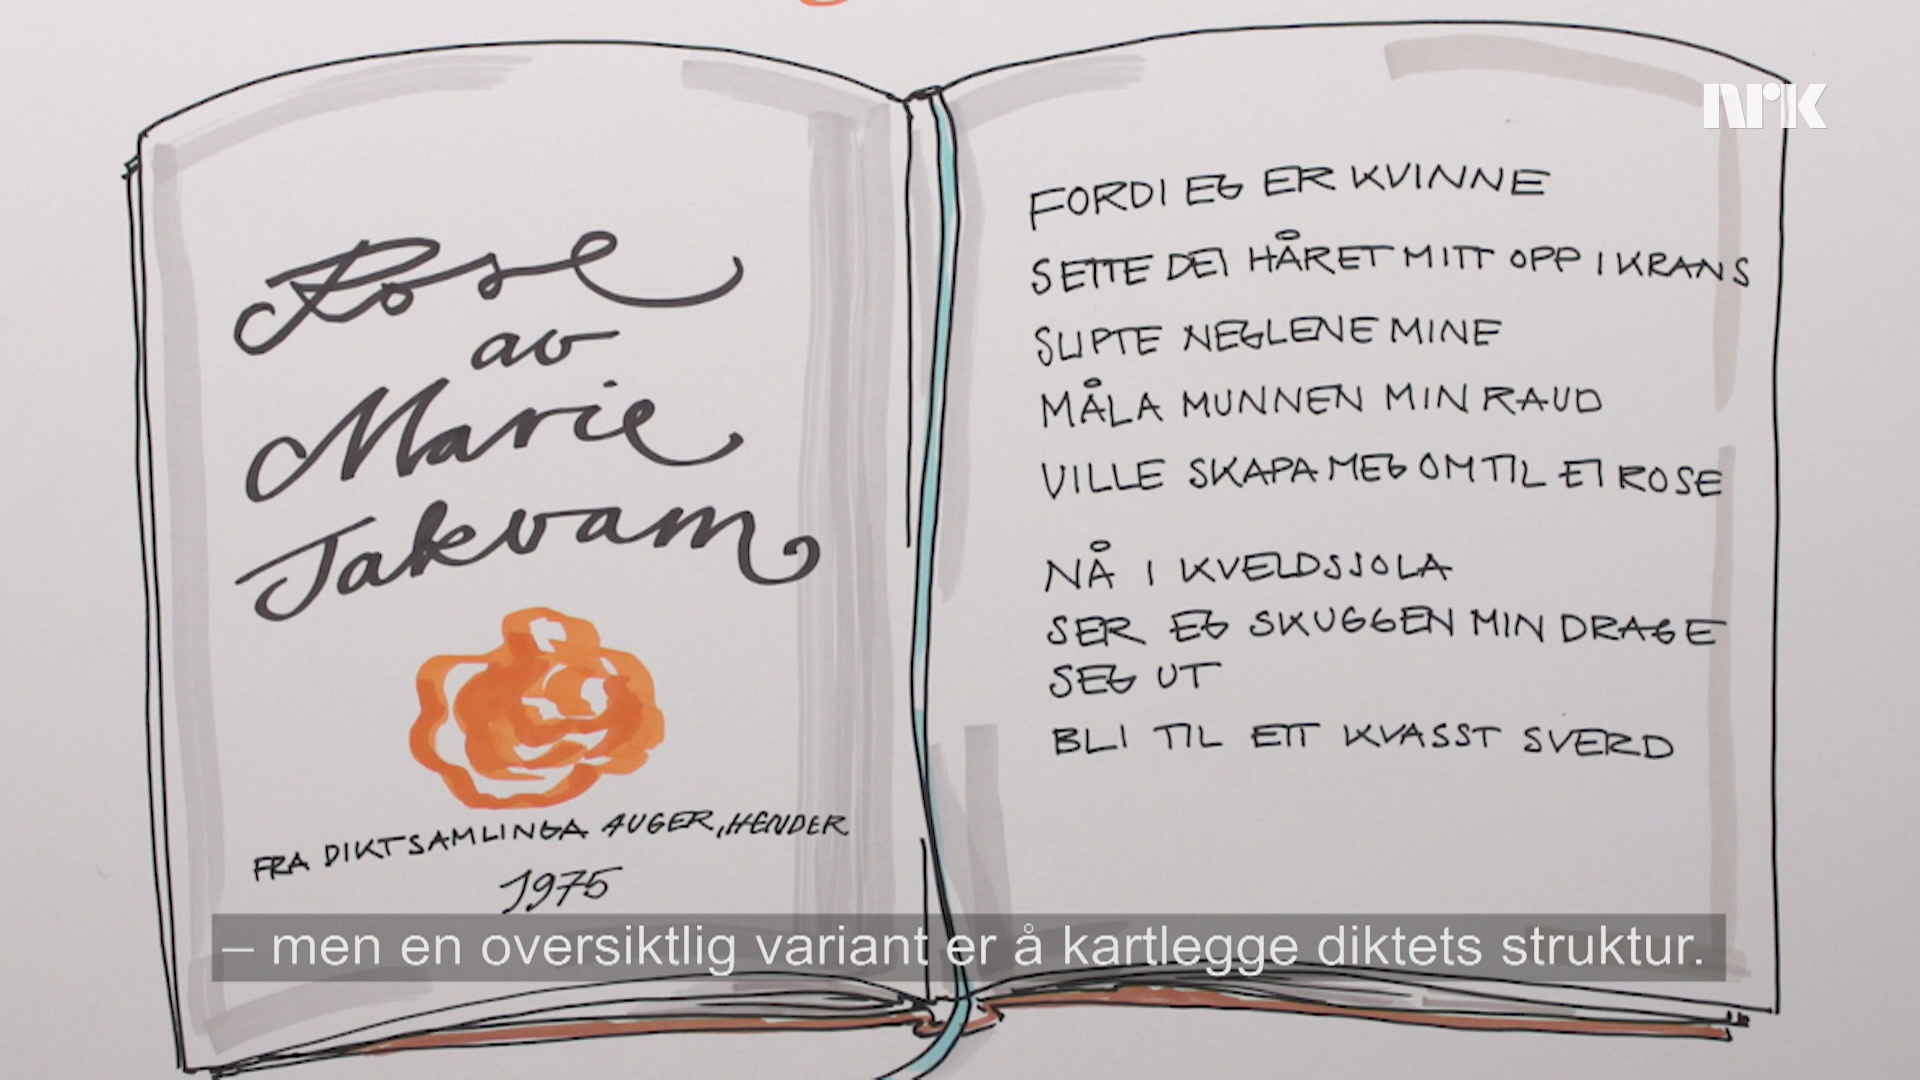 Rose
av
Marie
Takvam
FRA DIKTSAMLINGA AUGER, HENDER
1975
NRK
FORDI EG ER KVINNE
SETTE DEI HÅRET MITT OPP I KRANS
SLIPTE NEGLENE MINE
MÅLA MUNNEN MIN RAUD
VILLE SKAPA MEG OM TIL EI ROSE
NÅ I KVELDSSOLA
SER EG SKUGGEN MIN DRAGE
SEG UT
BLI TIL ETT KVASST SVERD
– men en oversiktlig variant er å kartlegge diktets struktur.